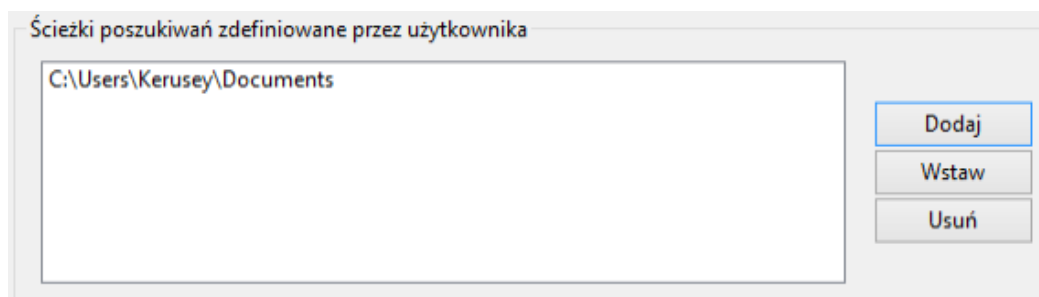 Ścieżki poszukiwań zdefiniowane przez użytkownika
C:\Users\Kerusey\Documents
Dodaj
Wstaw
Usuń